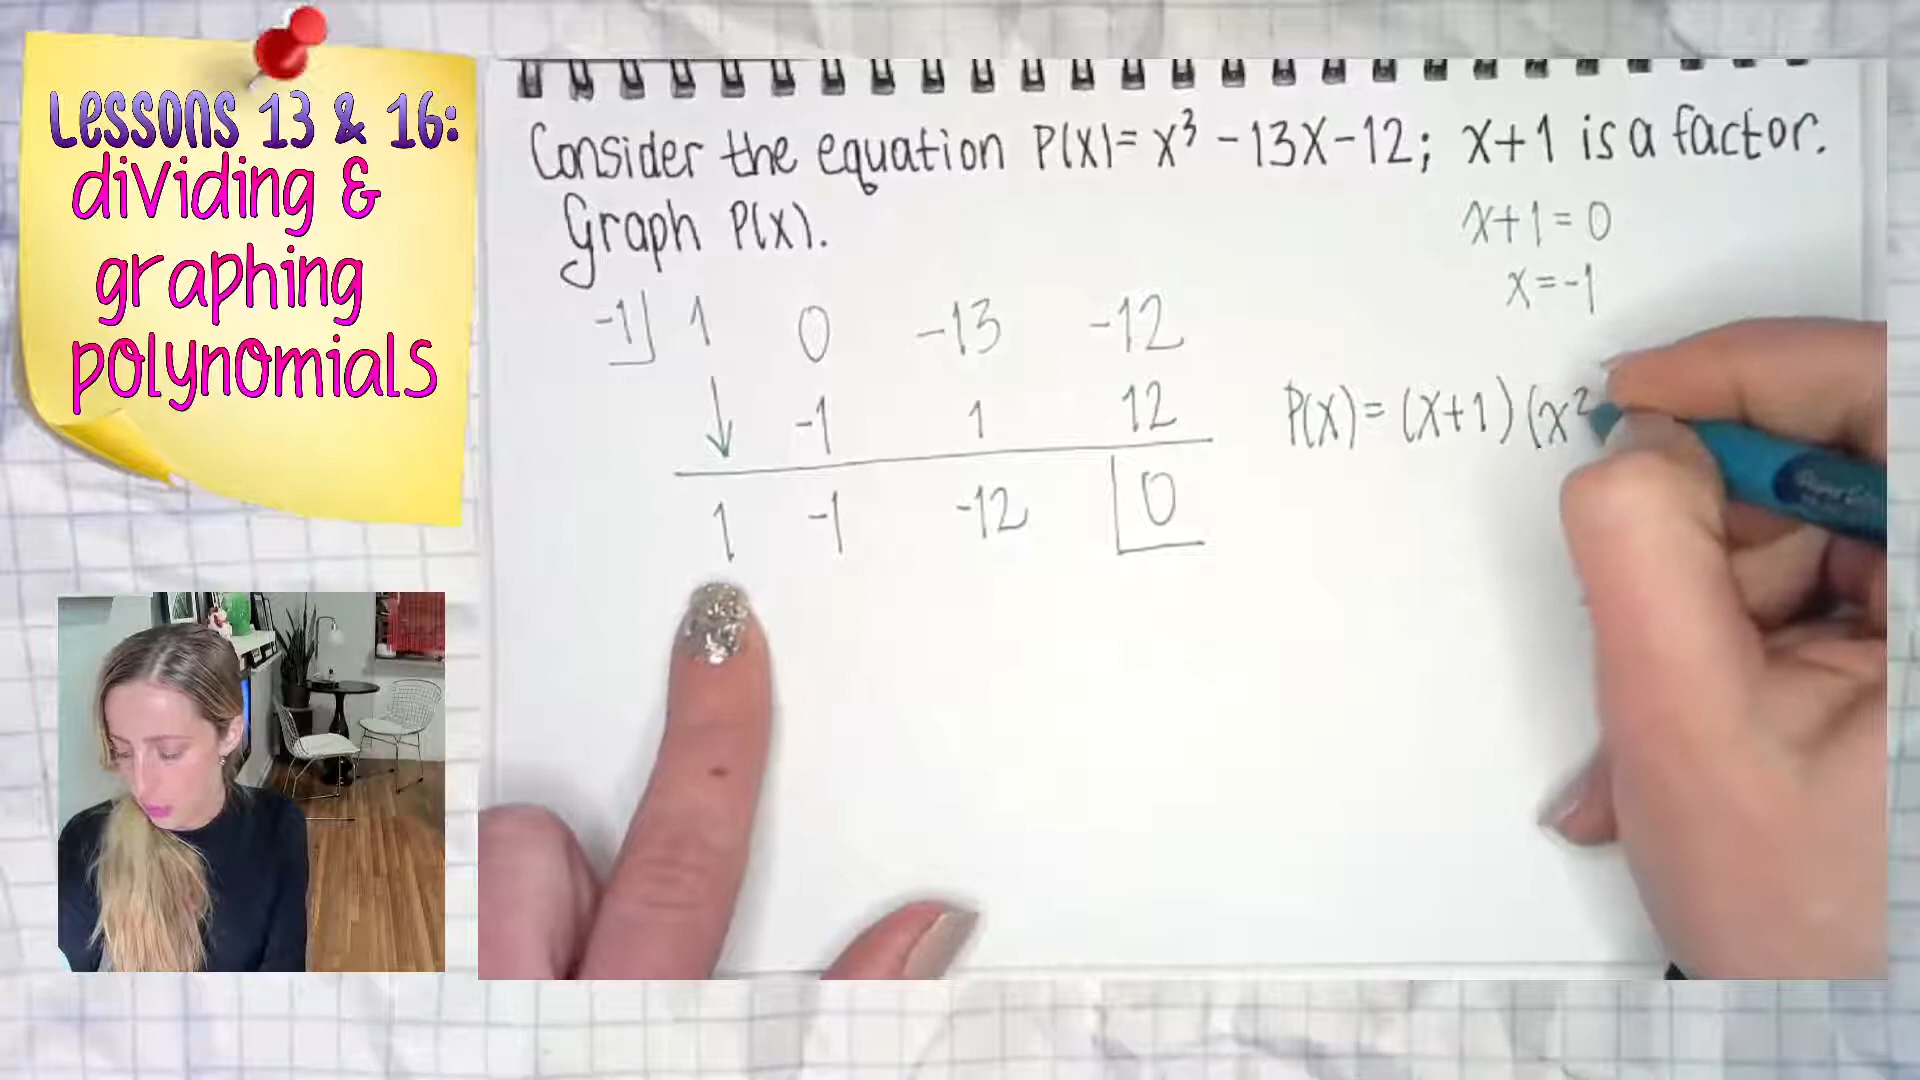 Lessons 13 & 16:
dividing &
graphing
polynomials
Consider the equation P(x)= x³ -13x-12; x+1 is a factor.
Graph P(x).
x+1=0
x=-1
-1 1 0 -13 -12
-1 1 12
1 -1 -12 0
P(x)= (x+1)(x²